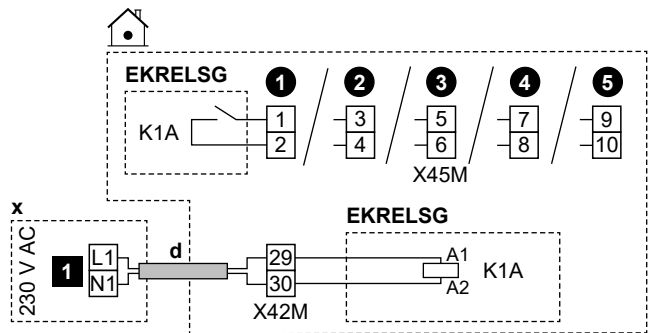 EKRELSG 1 2 3 4 5
K1A 1 3 5 7 9
2 4 6 8 10
X45M
x
EKRELSG
230 V AC
1 L1 d 29 A1
N1 30 A2 K1A
X42M